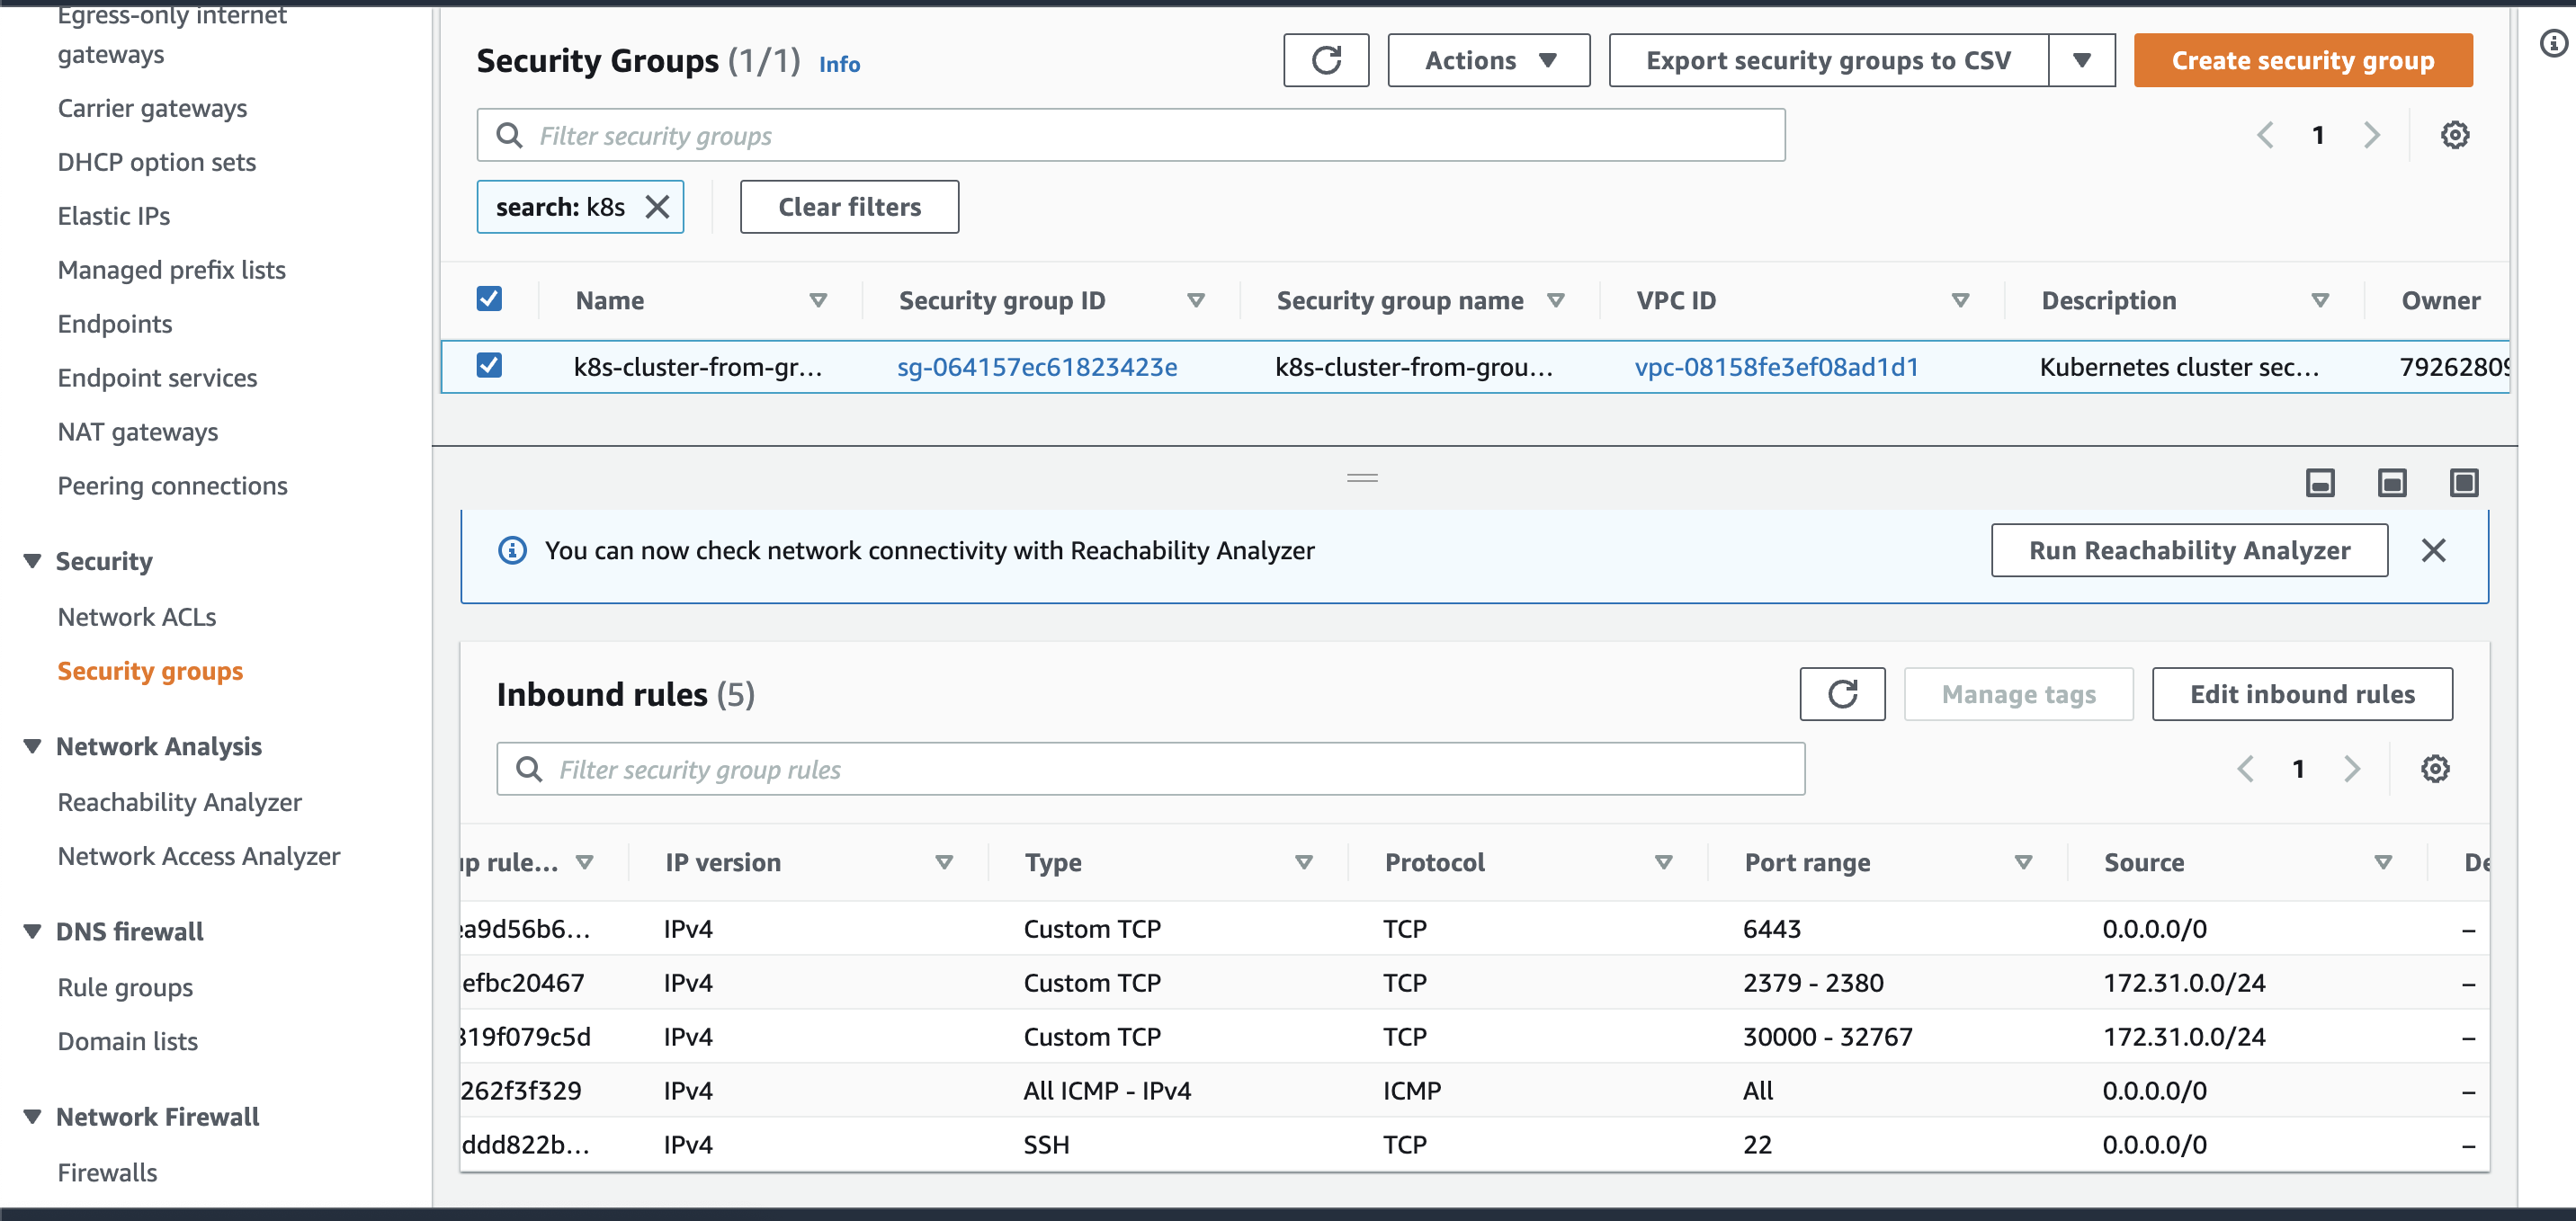 Egress-only internet
gateways
Carrier gateways
DHCP option sets
Elastic IPs
Managed prefix lists
Endpoints
Endpoint services
NAT gateways
Peering connections
Security
Network ACLs
Security groups
Network Analysis
Reachability Analyzer
Network Access Analyzer
DNS firewall
Rule groups
Domain lists
Network Firewall
Firewalls
Security Groups (1/1) Info
Actions
Export security groups to CSV
Create security group
Filter security groups
1
search: k8s
Clear filters
Name Security group ID Security group name VPC ID Description Owner
k8s-cluster-from-gr... sg-064157ec61823423e k8s-cluster-from-grou... vpc-08158fe3ef08ad1d1 Kubernetes cluster sec... 7926280
You can now check network connectivity with Reachability Analyzer
Run Reachability Analyzer
Inbound rules (5)
Manage tags
Edit inbound rules
Filter security group rules
1
rule... IP version Type Protocol Port range Source
a9d56b6... IPv4 Custom TCP TCP 6443 0.0.0.0/0 –
efbc20467 IPv4 Custom TCP TCP 2379 - 2380 172.31.0.0/24 –
819f079c5d IPv4 Custom TCP TCP 30000 - 32767 172.31.0.0/24 –
262f3f329 IPv4 All ICMP - IPv4 ICMP All 0.0.0.0/0 –
ddd822b... IPv4 SSH TCP 22 0.0.0.0/0 –